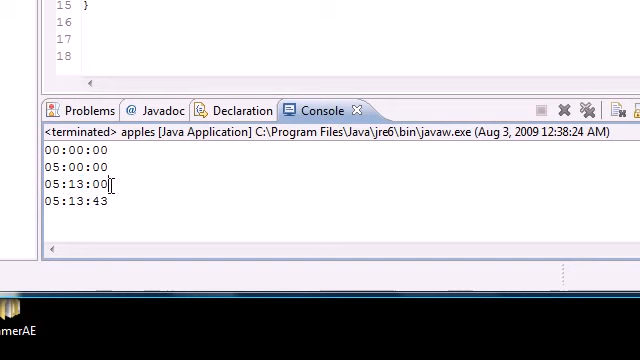 15 }
16
17
18
Problems @ Javadoc Declaration Console
<terminated> apples [Java Application] C:\Program Files\Java\jre6\bin\javaw.exe (Aug 3, 2009 12:38:24 AM)
00:00:00
05:00:00
05:13:00
05:13:43
amerAE